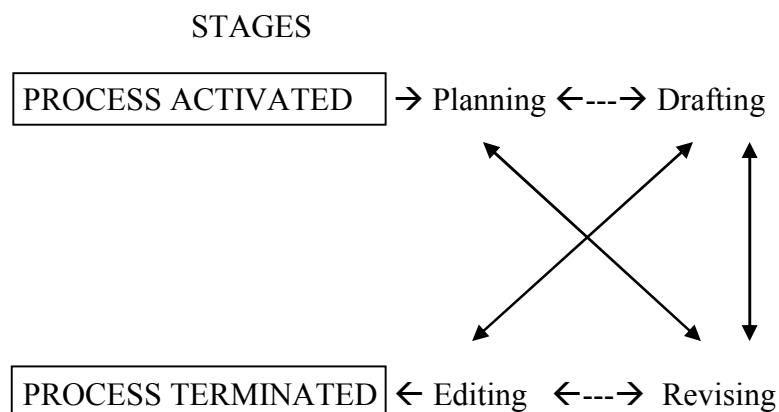 STAGES
PROCESS ACTIVATED → Planning ←---→ Drafting
PROCESS TERMINATED ← Editing ←---→ Revising